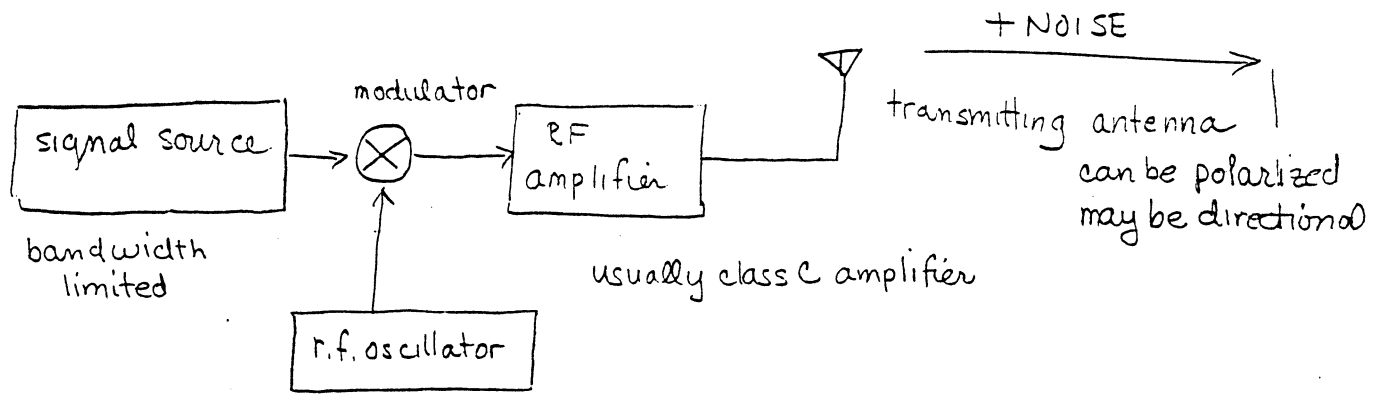 + NOISE
modulator
signal source
RF
amplifier
transmitting antenna
can be polarized
may be directional
bandwidth
limited
usually class C amplifier
r.f. oscillator